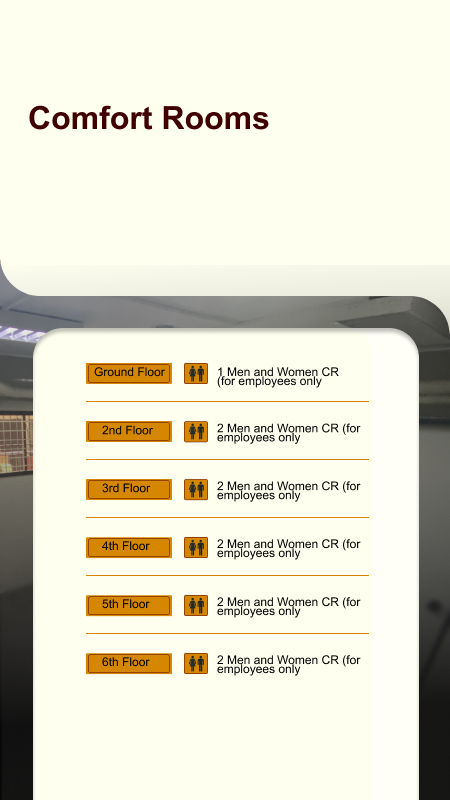 Comfort Rooms
Ground Floor
1 Men and Women CR
(for employees only
2nd Floor
2 Men and Women CR (for
employees only
3rd Floor
2 Men and Women CR (for
employees only
4th Floor
2 Men and Women CR (for
employees only
5th Floor
2 Men and Women CR (for
employees only
6th Floor
2 Men and Women CR (for
employees only